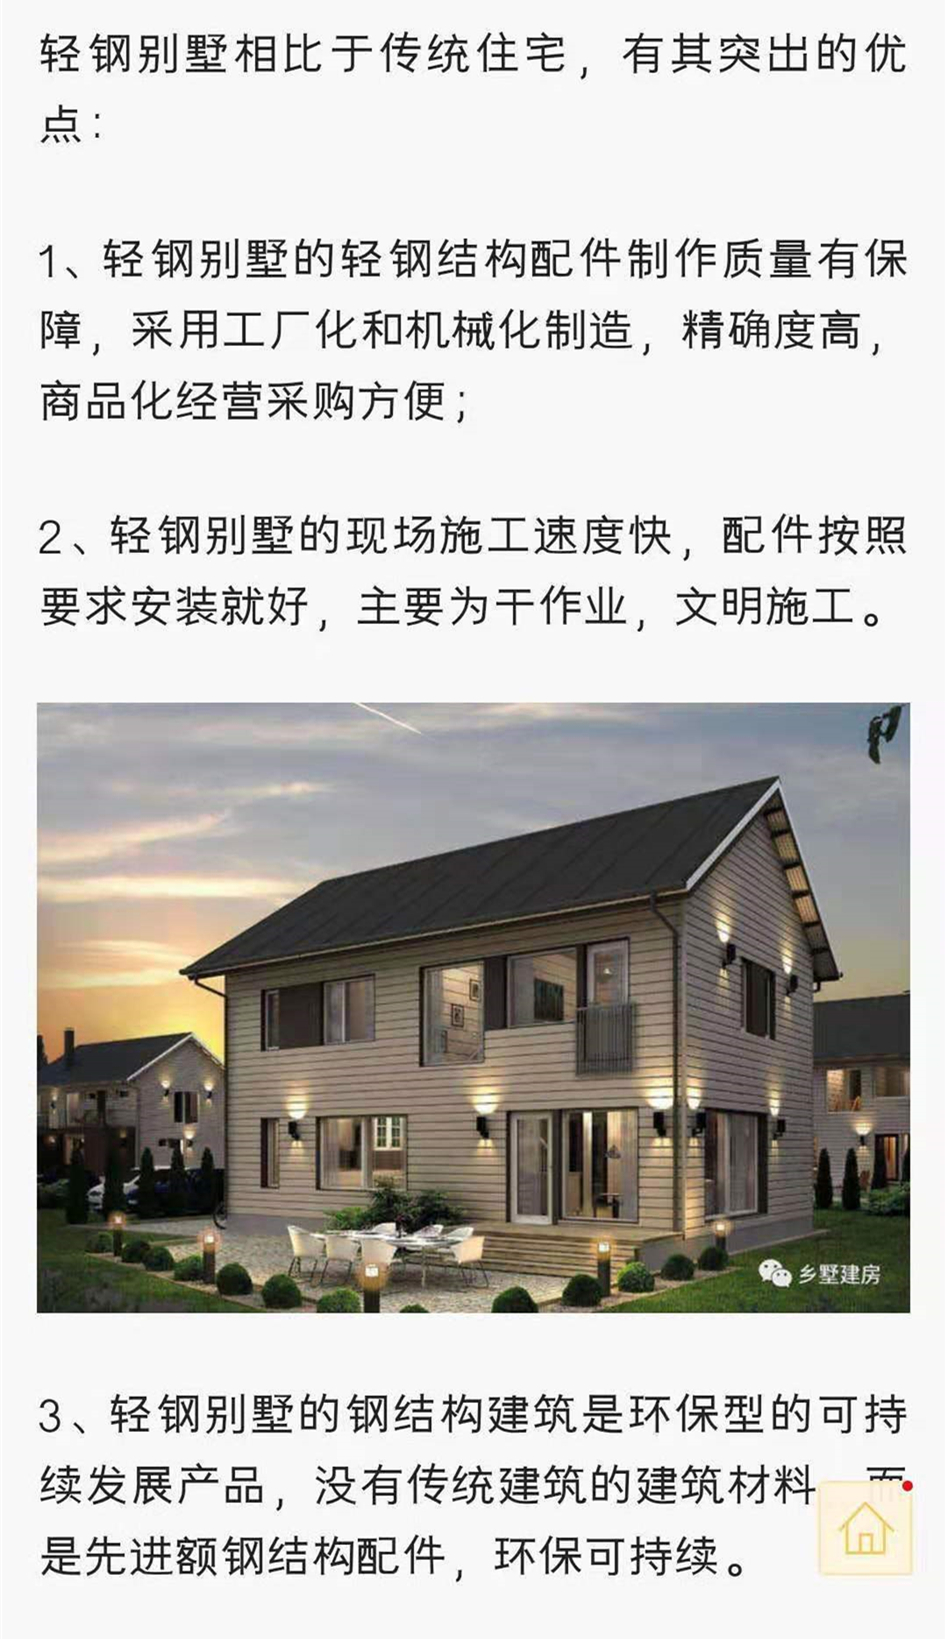 轻钢别墅相比于传统住宅，有其突出的优
点：
1、轻钢别墅的轻钢结构配件制作质量有保
障，采用工厂化和机械化制造，精确度高，
商品化经营采购方便；
2、轻钢别墅的现场施工速度快，配件按照
要求安装就好，主要为干作业，文明施工。
乡墅建房
3、轻钢别墅的钢结构建筑是环保型的可持
续发展产品，没有传统建筑的建筑材料
是先进额钢结构配件，环保可持续。